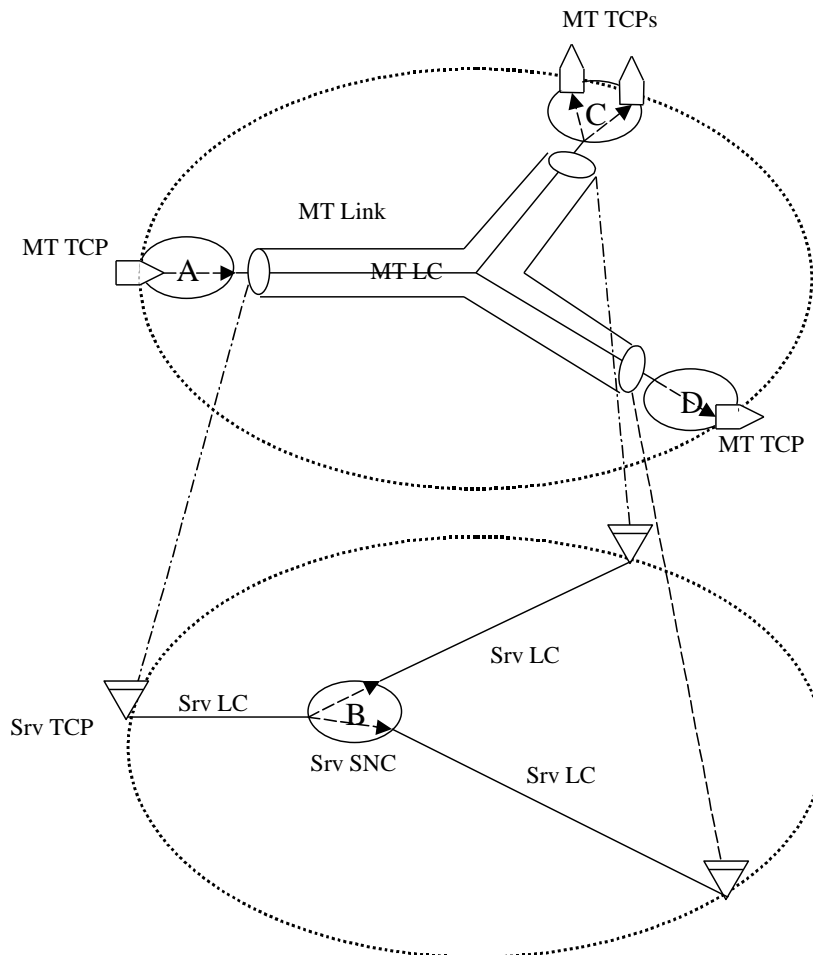 MT TCPs
C
MT Link
MT TCP
A
MT LC
D
MT TCP
Srv LC
Srv LC
Srv TCP
B
Srv SNC
Srv LC